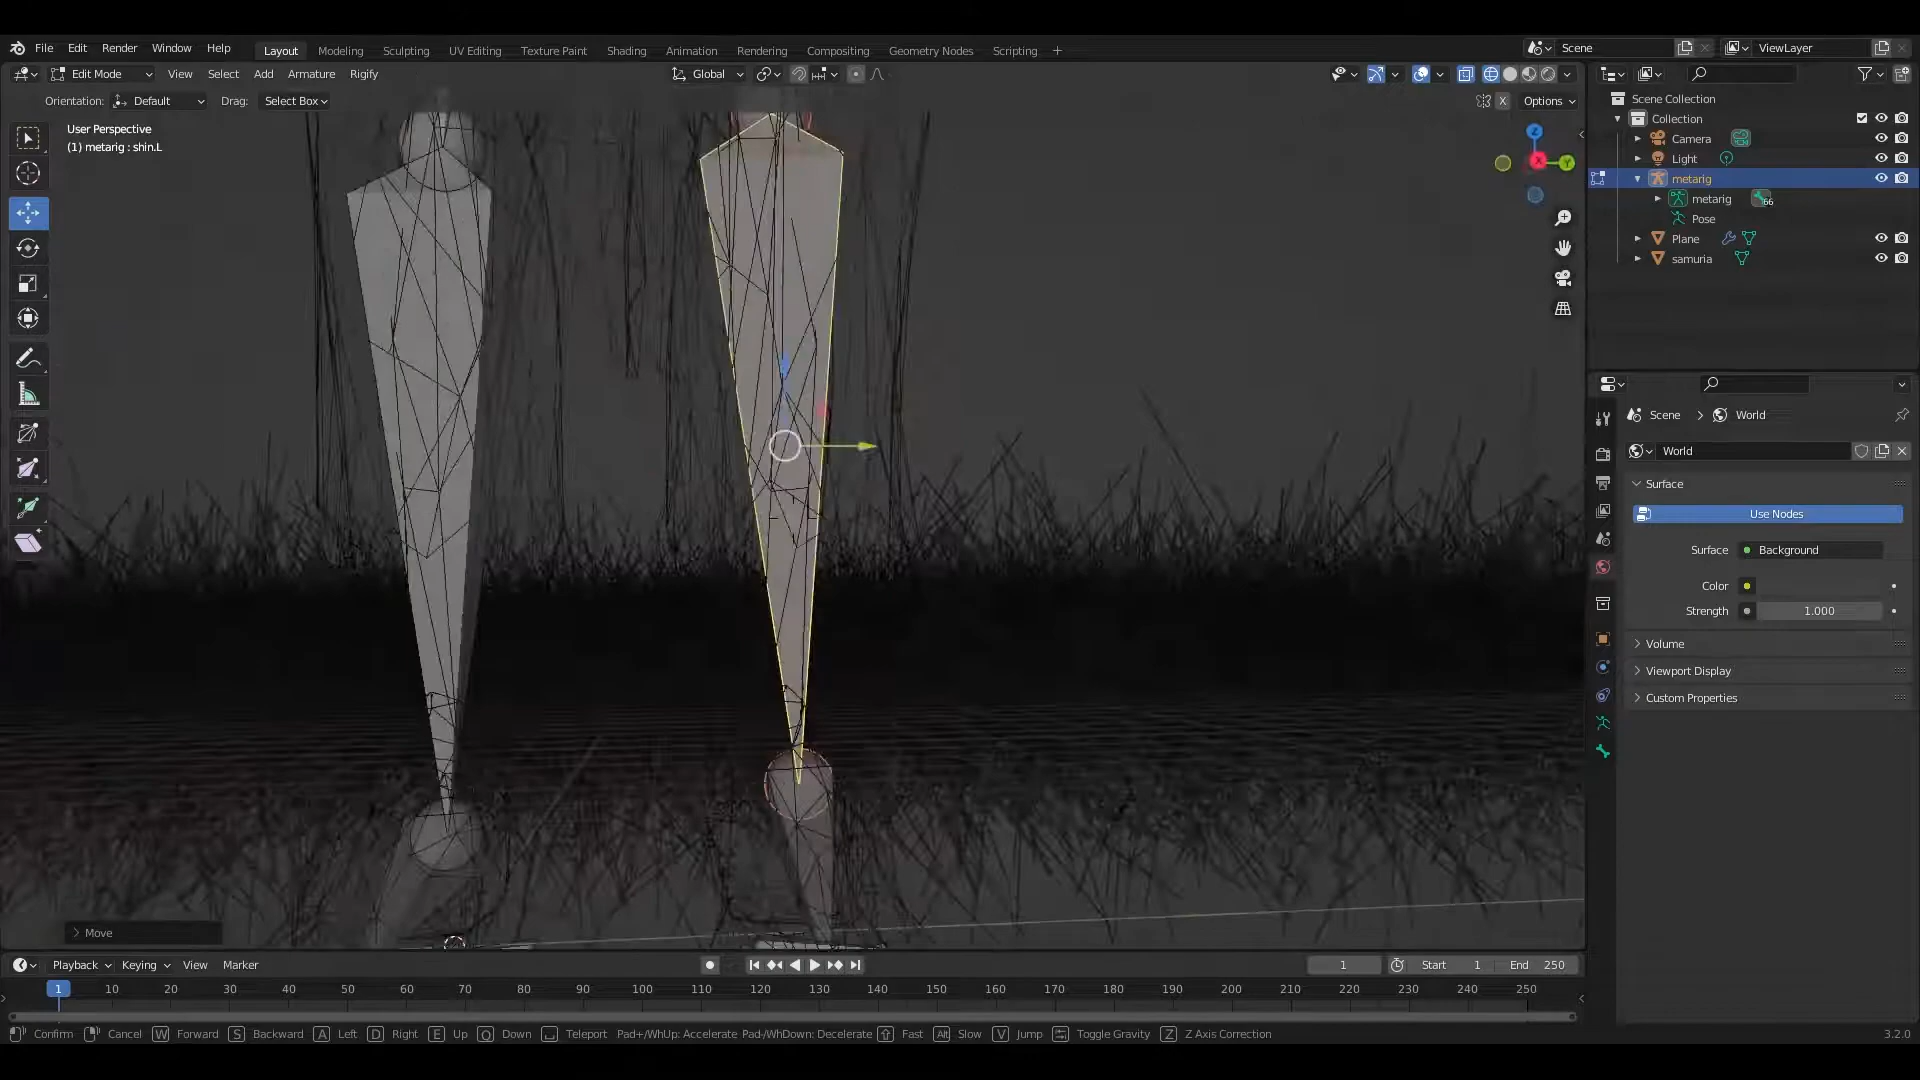 File Edit Render Window Help Layout Modeling Sculpting UV Editing Texture Paint Shading Animation Rendering Compositing Geometry Nodes Scripting + Scene ViewLayer
Edit Mode View Select Add Armature Rigify Global
Orientation: Default Drag: Select Box X Options
User Perspective
(1) metarig : shin.L
Z
X
Y
Scene Collection
Collection
Camera
Light
metarig
metarig 66
Pose
Plane
samuria
Scene > World
World
Surface
Use Nodes
Surface Background
Color
Strength 1.000
Volume
Viewport Display
Custom Properties
Move
Playback Keying View Marker 1 Start 1 End 250
1 10 20 30 40 50 60 70 80 90 100 110 120 130 140 150 160 170 180 190 200 210 220 230 240 250
Confirm Cancel W Forward S Backward A Left D Right E Up Q Down Teleport Pad+/WhUp: Accelerate Pad-/WhDown: Decelerate Fast Alt Slow V Jump Toggle Gravity Z Z Axis Correction 3.2.0